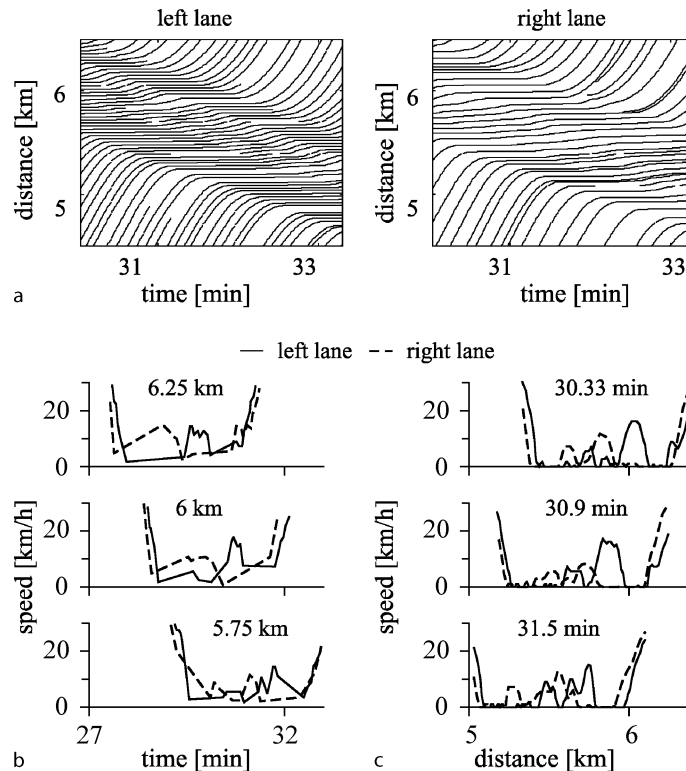 left lane
right lane
distance [km]
6
5
31
33
time [min]
distance [km]
6
5
31
33
time [min]
a
left lane
right lane
speed [km/h]
20
0
6.25 km
20
0
6 km
20
0
5.75 km
27
32
time [min]
b
speed [km/h]
20
0
30.33 min
20
0
30.9 min
20
0
31.5 min
5
6
distance [km]
c